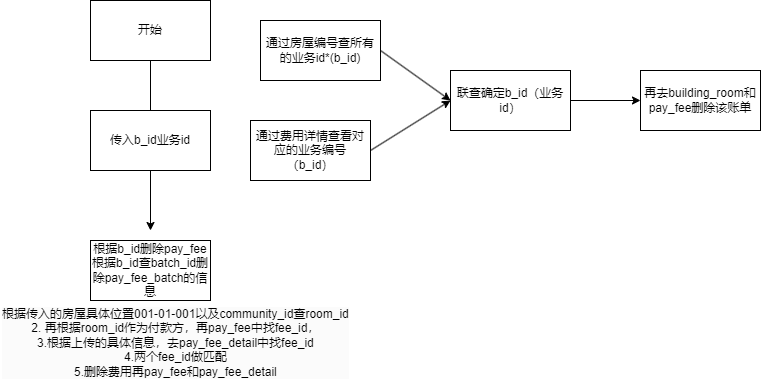 开始
传入b_id业务id
根据b_id删除pay_fee
根据b_id查batch_id删
除pay_fee_batch的信
息
通过房屋编号查所有
的业务id*(b_id)
通过费用详情查看对
应的业务编号
（b_id）
联查确定b_id（业务
id）
再去building_room和
pay_fee删除该账单
根据传入的房屋具体位置001-01-001以及community_id查room_id
2. 再根据room_id作为付款方，再pay_fee中找fee_id，
3.根据上传的具体信息，去pay_fee_detail中找fee_id
4.两个fee_id做匹配
5.删除费用再pay_fee和pay_fee_detail